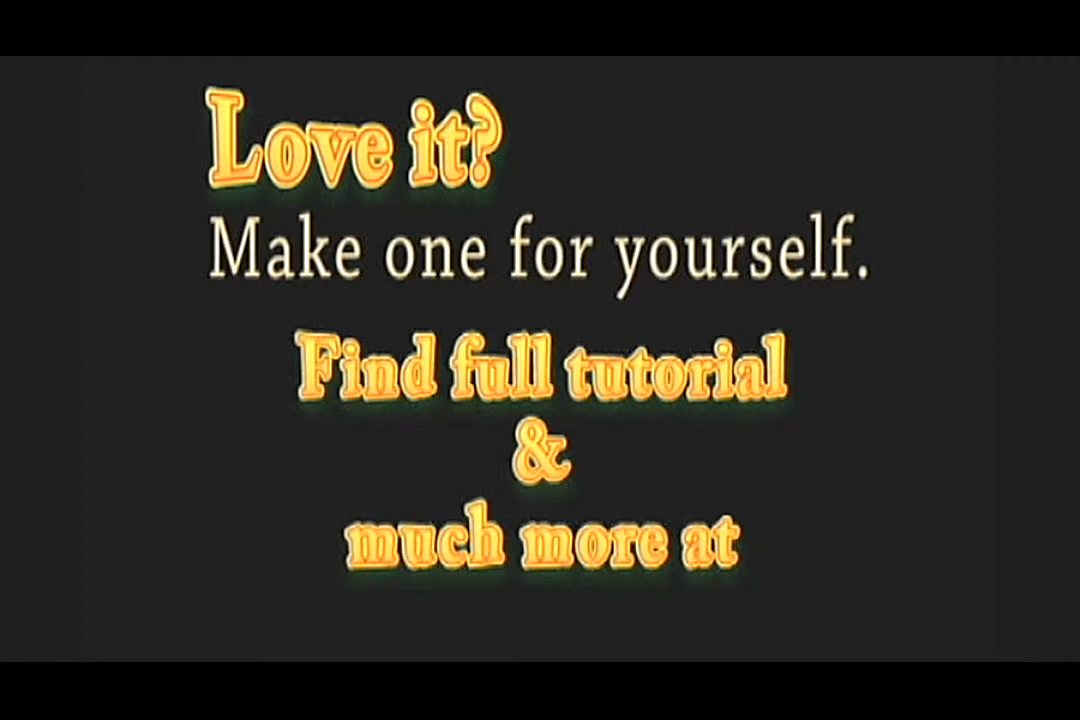 Love it?
Make one for yourself.
Find full tutorial
&
much more at